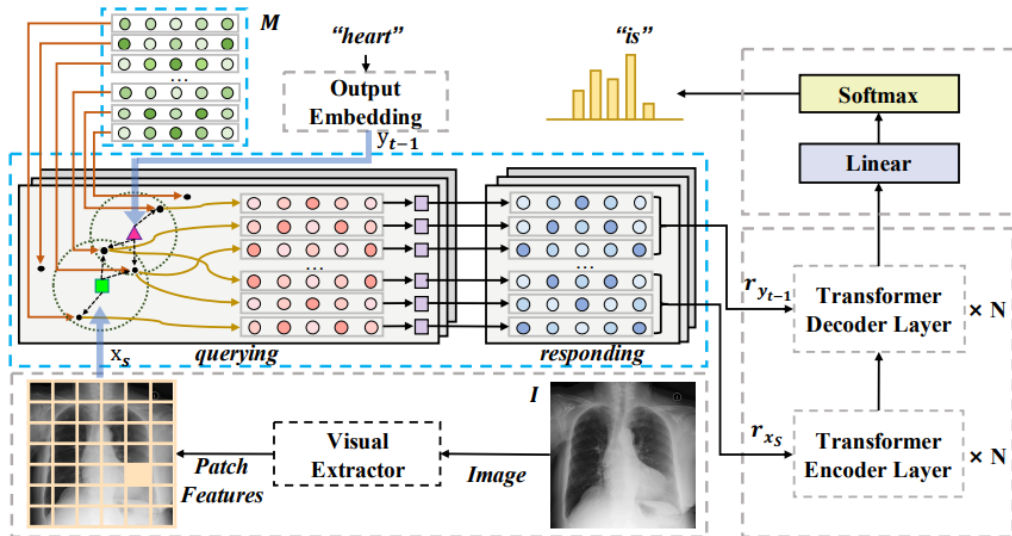 M
“heart”
“is”
Output
Embedding
y_{t−1}
Softmax
Linear
...
...
...
querying
responding
r_{y_{t−1}}
Transformer
Decoder Layer
× N
x_s
I
Visual
Extractor
Patch
Features
Image
r_{x_S}
Transformer
Encoder Layer
× N